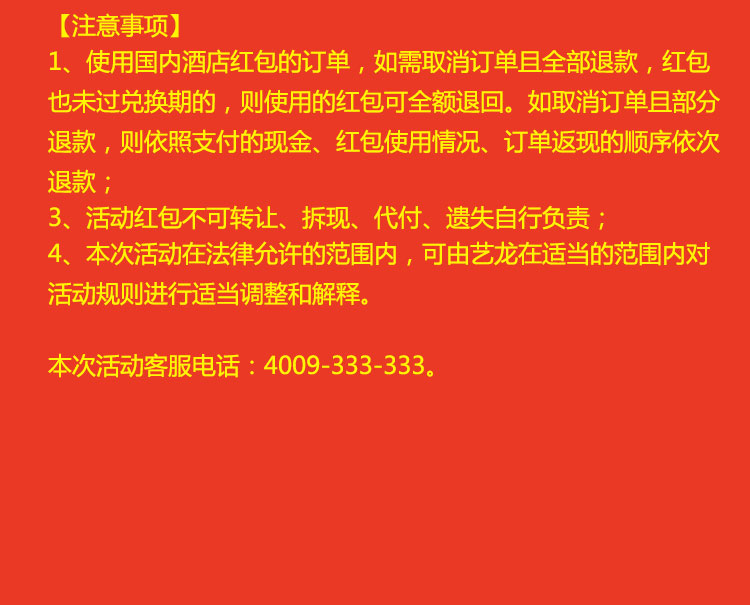 【注意事项】
1、使用国内酒店红包的订单，如需取消订单且全部退款，红包
也未过兑换期的，则使用的红包可全额退回。如取消订单且部分
退款，则依照支付的现金、红包使用情况、订单返现的顺序依次
退款；
3、活动红包不可转让、拆现、代付、遗失自行负责；
4、本次活动在法律允许的范围内，可由艺龙在适当的范围内对
活动规则进行适当调整和解释。
本次活动客服电话：4009-333-333。